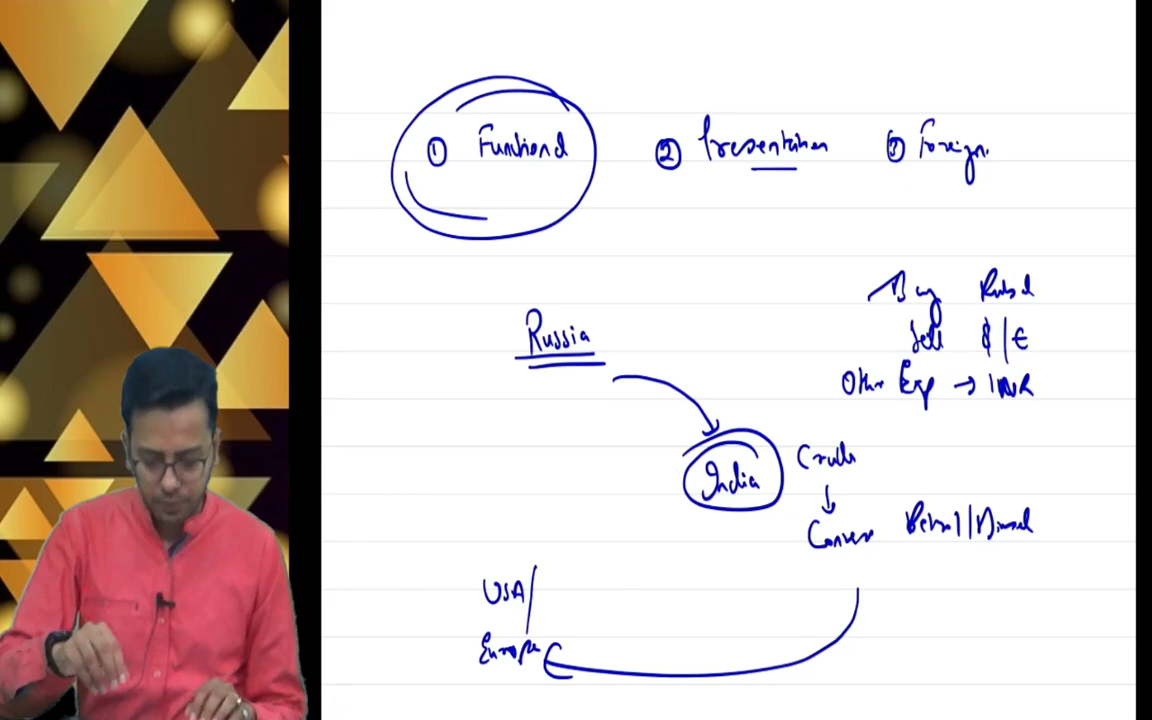 ① Functional ② Presentation ③ Foreign.
Russia
Buy Rubel
Sell $/€
Other Exp → INR
India
Crude
↓
Conver Petrol/Diesel
USA/
Europe